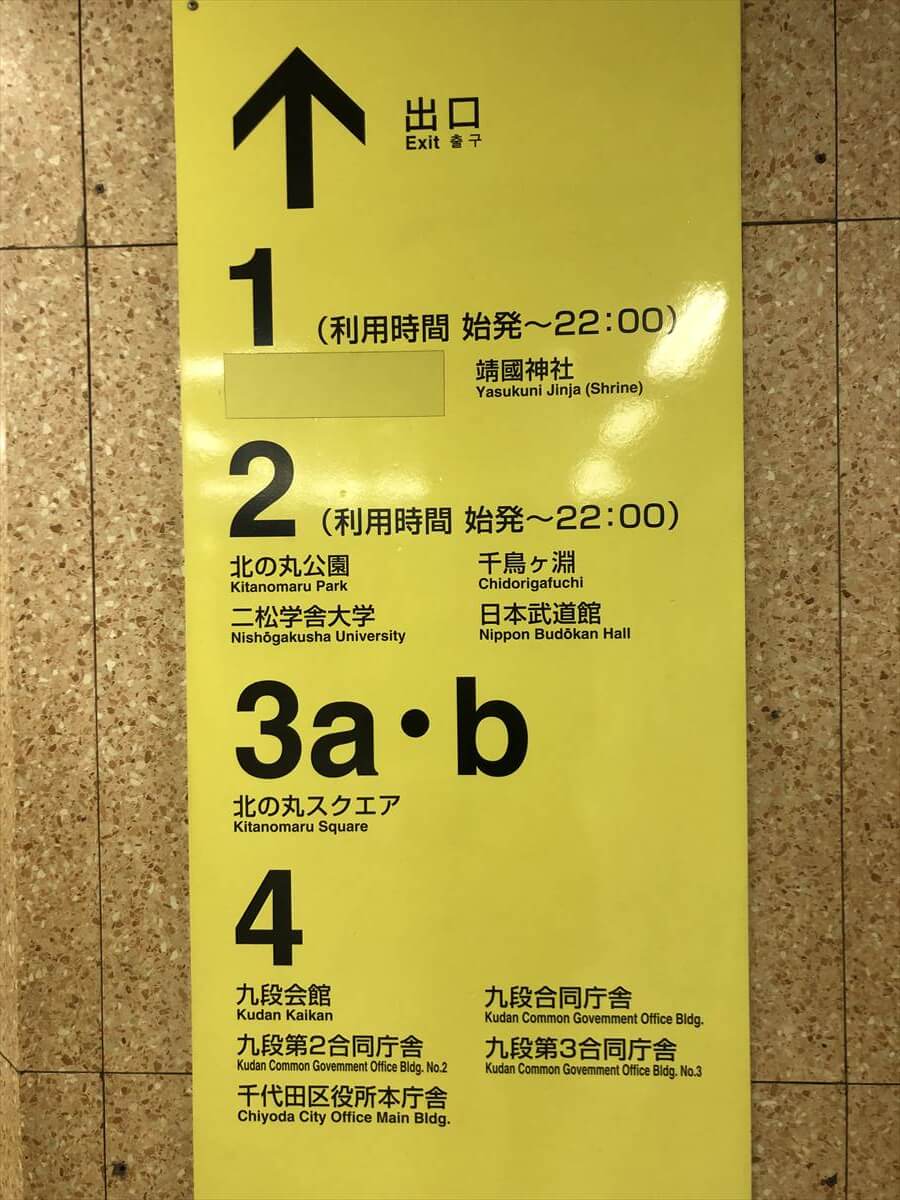 出口
Exit 출구
1 (利用時間 始発～22:00)
靖國神社
Yasukuni Jinja (Shrine)
2 (利用時間 始発～22:00)
北の丸公園 千鳥ヶ淵
Kitanomaru Park Chidorigafuchi
二松学舎大学 日本武道館
Nishōgakusha University Nippon Budōkan Hall
3a・b
北の丸スクエア
Kitanomaru Square
4
九段会館 九段合同庁舎
Kudan Kaikan Kudan Common Government Office Bldg.
九段第2合同庁舎 九段第3合同庁舎
Kudan Common Government Office Bldg. No.2 Kudan Common Government Office Bldg. No.3
千代田区役所本庁舎
Chiyoda City Office Main Bldg.